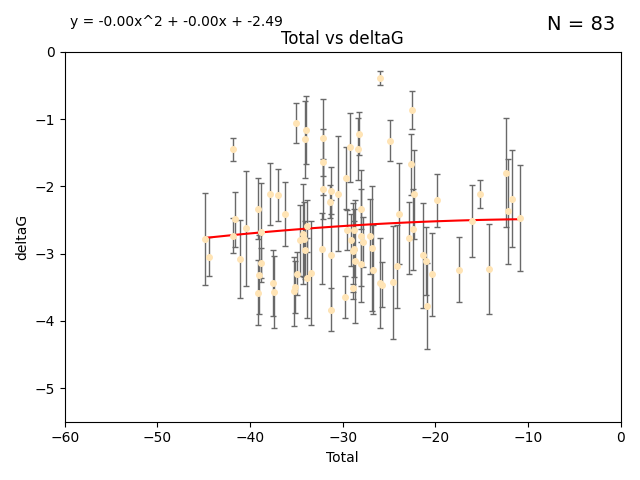 y = -0.00x^2 + -0.00x + -2.49
N = 83
Total vs deltaG
deltaG
0
−1
−2
−3
−4
−5
−60 −50 −40 −30 −20 −10 0
Total